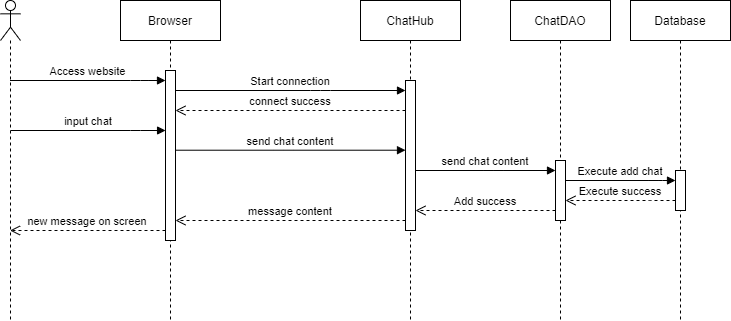 Browser
ChatHub
ChatDAO
Database
Access website
Start connection
connect success
input chat
send chat content
send chat content
Execute add chat
Execute success
Add success
message content
new message on screen